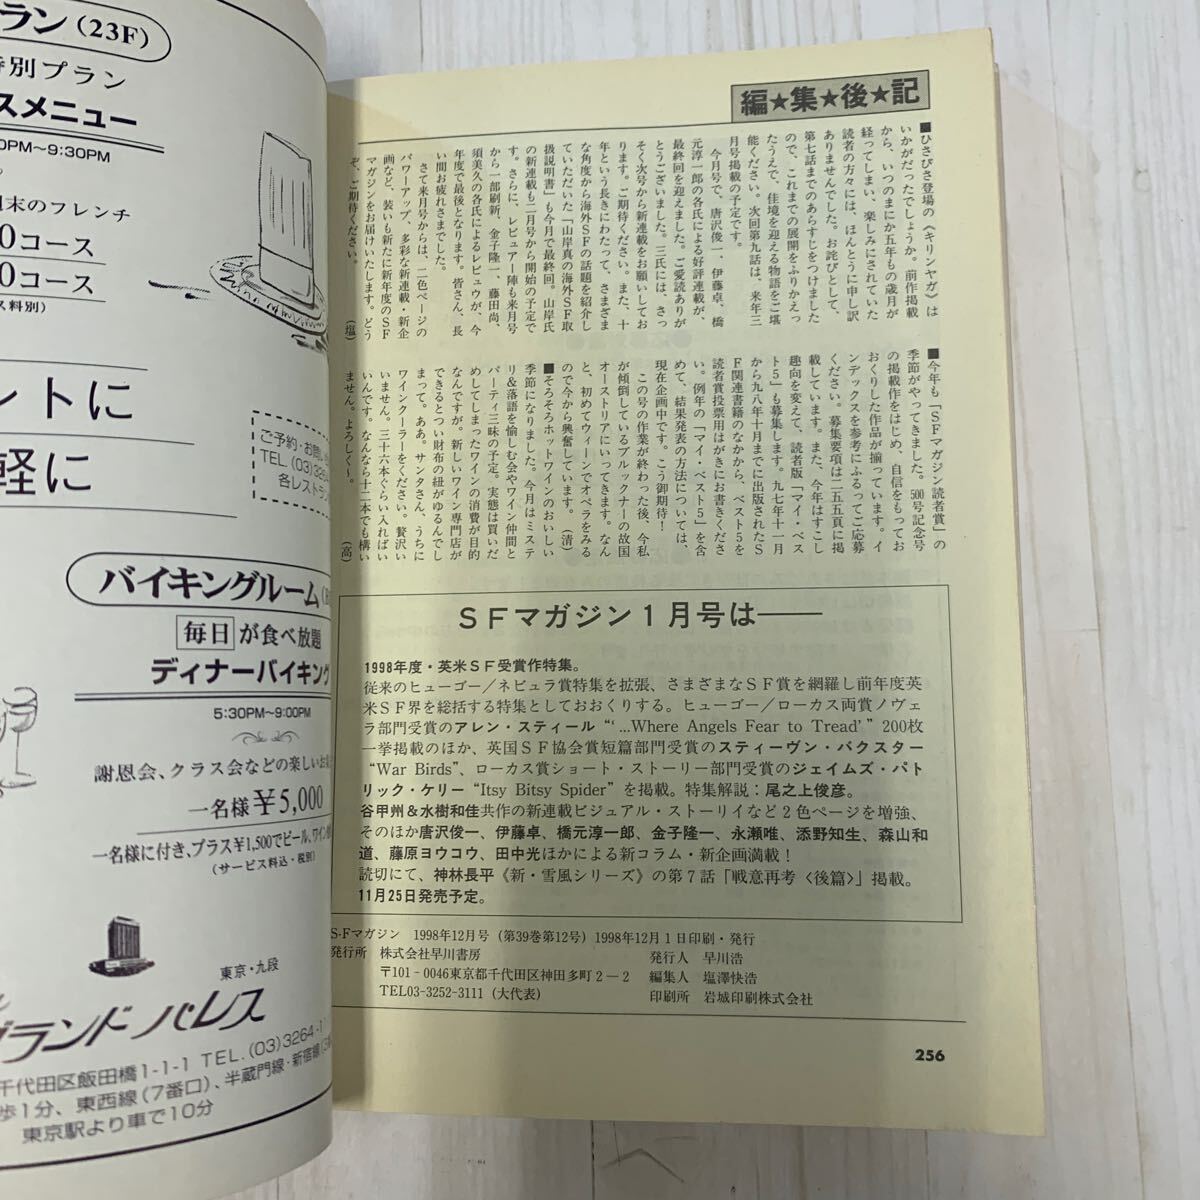 ラン(23F)
特別プラン
スメニュー
0PM〜9:30PM
週末のフレンチ
0コース
0コース
ス料別)
ントに
軽に
ご予約・お問い
TEL(03)3264
各レストラン
バイキングルーム
毎日が食べ放題
ディナーバイキング
5:30PM〜9:00PM
謝恩会、クラス会などの楽しいお
一名様¥5,000
一名様に付き、プラス¥1,500でビール、ワイン
(サービス料込・税別)
東京・九段
グランドパレス
千代田区飯田橋1-1-1 TEL.(03)3264-1
歩1分、東西線(7番口)、半蔵門線・新宿線
東京駅より車で10分
編★集★後★記
■ひさびさ登場の《キリンヤガ》は
いかがだったでしょうか。前作掲載
から、いつのまにか五年もの歳月が
経ってしまい、楽しみにされていた
読者の方々には、ほんとうに申し訳
ありませんでした。お詫びとして、
第七話までのあらすじをつけました
ので、これまでの展開をふりかえっ
たうえで、佳境を迎える物語をご堪
能ください。次回第九話は、来年三
月号掲載の予定です。
今月号で、唐沢俊一、伊藤卓、橋
元淳一郎の各氏による好評連載が、
最終回を迎えました。ご愛読ありが
とうございました。三氏には、さっ
そく次号から新連載をお願いしてお
ります。ご期待ください。また、十
年という長きにわたって、さまざま
な角度から海外SFの話題を紹介し
ていただいた「山岸真の海外SF取
扱説明書」も今月で最終回。山岸氏
の新連載も二月号から開始の予定で
す。さらに、レビュアー陣も来月号
から一部刷新、金子隆一、藤田尚、
須美久の各氏によるレビュウが、今
年度で最後となります。皆さん、長
い間お疲れさまでした。
さて来月号からは、二色ページの
パワーアップ、多彩な新連載・新企
画など、装いも新たに新年度のSF
マガジンをお届けいたします。どう
ぞ、ご期待ください。 (塩)
■今年も「SFマガジン読者賞」の
季節がやってきました。500号記念号
の掲載作をはじめ、自信をもってお
おくりした作品が揃っています。イ
ンデックスを参考にふるってご応募
ください。募集要項は二五五頁に掲
載しています。また、今年はすこし
趣向を変えて、読者版「マイ・ベス
ト5」も募集します。九七年十一月
から九八年十月までに出版されたS
F関連書籍のなかから、ベスト5を
読者賞投票用はがきにお書きくださ
い。例年の「マイ・ベスト5」を含
めて、結果発表の方法については、
現在企画中です。こう御期待!
この号の作業が終わった後、今私
が傾倒しているブルックナーの故国
オーストリアにいってきます。なん
と、初めてウィーンでオペラをみる
ので今から興奮しています。 (清)
■そろそろホットワインのおいしい
季節になりました。今月はミステ
リ&落語を愉しむ会やワイン仲間と
パーティ三昧の予定。実態は買いだ
めしてしまったワインの消費が目的
なんですが。新しいワイン専門店が
できるとつい財布の紐がゆるんでし
まって。ああ。サンタさん、うちに
ワインクーラーをください。贅沢い
いません。三十六本ぐらい入ればい
いんです。なんなら十二本でも構い
ません。よろしく〜。 (高)
SFマガジン1月号は――
1998年度・英米SF受賞作特集。
従来のヒューゴー/ネビュラ賞特集を拡張、さまざまなSF賞を網羅し前年度英
米SF界を総括する特集としておおくりする。ヒューゴー/ローカス両賞ノヴェ
ラ部門受賞のアレン・スティール“‘...Where Angels Fear to Tread’”200枚
一挙掲載のほか、英国SF協会賞短篇部門受賞のスティーヴン・バクスター
“War Birds”、ローカス賞ショート・ストーリー部門受賞のジェイムズ・パト
リック・ケリー“Itsy Bitsy Spider”を掲載。特集解説:尾之上俊彦。
谷甲州&水樹和佳共作の新連載ビジュアル・ストーリイなど2色ページを増強、
そのほか唐沢俊一、伊藤卓、橋元淳一郎、金子隆一、永瀬唯、添野知生、森山和
道、藤原ヨウコウ、田中光ほかによる新コラム・新企画満載!
読切にて、神林長平《新・雪風シリーズ》の第7話「戦意再考〈後篇〉」掲載。
11月25日発売予定。
S-Fマガジン 1998年12月号(第39巻第12号)1998年12月1日印刷・発行
発行所 株式会社早川書房 発行人 早川浩
〒101-0046東京都千代田区神田多町2-2 編集人 塩澤快浩
TEL03-3252-3111(大代表) 印刷所 岩城印刷株式会社
256